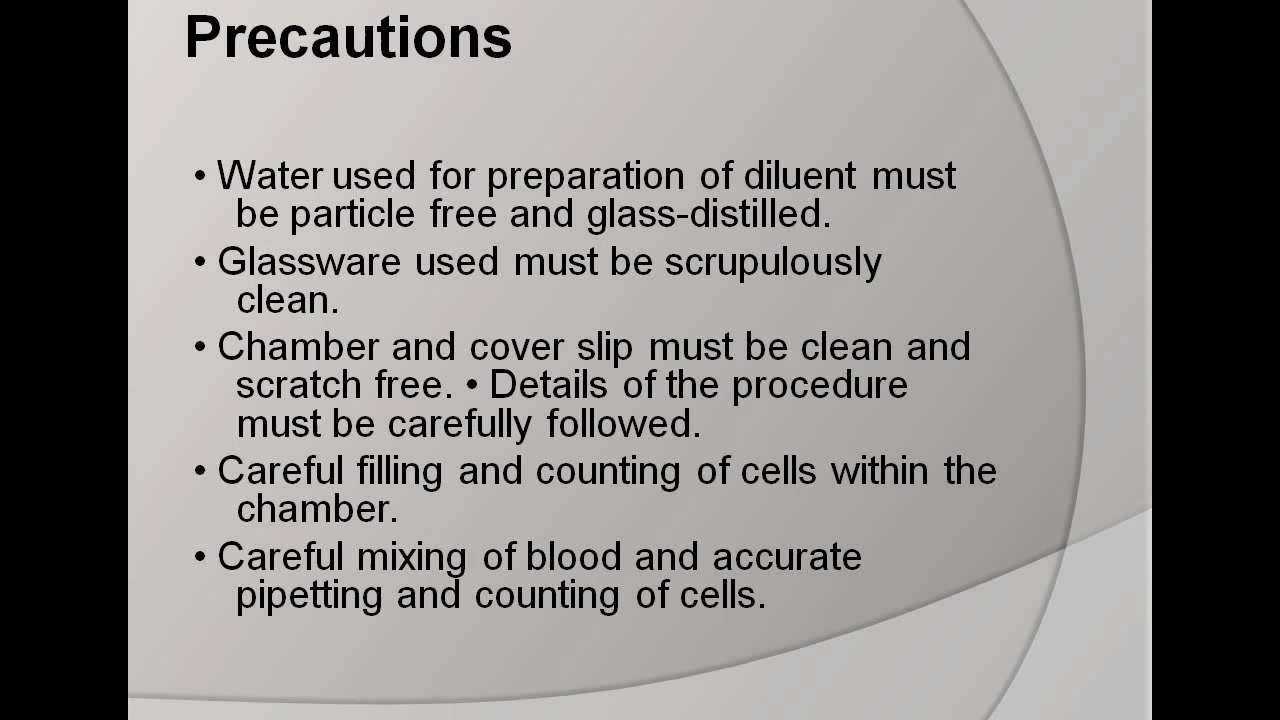 Precautions
• Water used for preparation of diluent must
be particle free and glass-distilled.
• Glassware used must be scrupulously
clean.
• Chamber and cover slip must be clean and
scratch free. • Details of the procedure
must be carefully followed.
• Careful filling and counting of cells within the
chamber.
• Careful mixing of blood and accurate
pipetting and counting of cells.